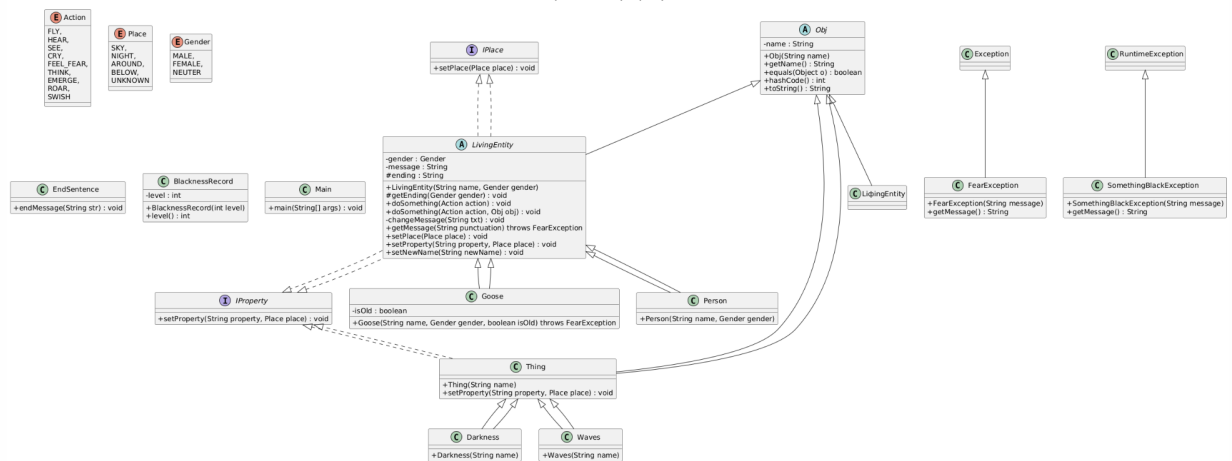 E Action
FLY,
HEAR,
SEE,
CRY,
FEEL_FEAR,
THINK,
EMERGE,
ROAR,
SWISH
E Place
SKY,
NIGHT,
AROUND,
BELOW,
UNKNOWN
E Gender
MALE,
FEMALE,
NEUTER
I IPlace
+setPlace(Place place) : void
A Obj
-name : String
+Obj(String name)
+getName() : String
+equals(Object o) : boolean
+hashCode() : int
+toString() : String
C Exception
C RuntimeException
C EndSentence
+endMessage(String str) : void
C BlacknessRecord
-level : int
+BlacknessRecord(int level)
+level() : int
C Main
+main(String[] args) : void
A LivingEntity
-gender : Gender
-message : String
#ending : String
+LivingEntity(String name, Gender gender)
#getEnding(Gender gender) : void
+doSomething(Action action) : void
+doSomething(Action action, Obj obj) : void
-changeMessage(String txt) : void
+getMessage(String punctuation) throws FearException
+setPlace(Place place) : void
+setProperty(String property, Place place) : void
+setNewName(String newName) : void
C LiфingEntity
C FearException
+FearException(String message)
+getMessage() : String
C SomethingBlackException
+SomethingBlackException(String message)
+getMessage() : String
I IProperty
+setProperty(String property, Place place) : void
C Goose
-isOld : boolean
+Goose(String name, Gender gender, boolean isOld) throws FearException
C Person
+Person(String name, Gender gender)
C Thing
+Thing(String name)
+setProperty(String property, Place place) : void
C Darkness
+Darkness(String name)
C Waves
+Waves(String name)